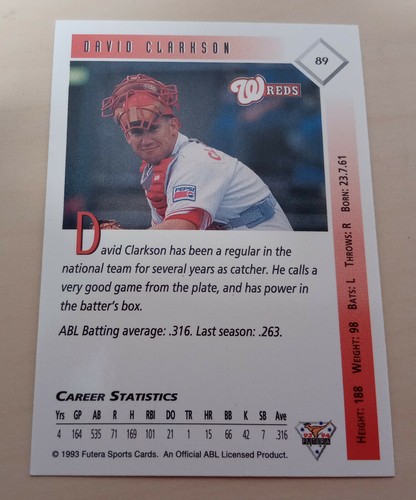 DAVID CLARKSON
89
W REDS
PEPSI
David Clarkson has been a regular in the
national team for several years as catcher. He calls a
very good game from the plate, and has power in
the batter's box.
ABL Batting average: .316. Last season: .263.
CAREER STATISTICS
Yrs GP AB R H RBI DO TR HR BB K SB Ave
4 164 535 71 169 101 21 1 15 66 42 7 .316
© 1993 Futera Sports Cards. An Official ABL Licensed Product.
FUTERA
HEIGHT: 188 WEIGHT: 98 BATS: L THROWS: R BORN: 23.7.61